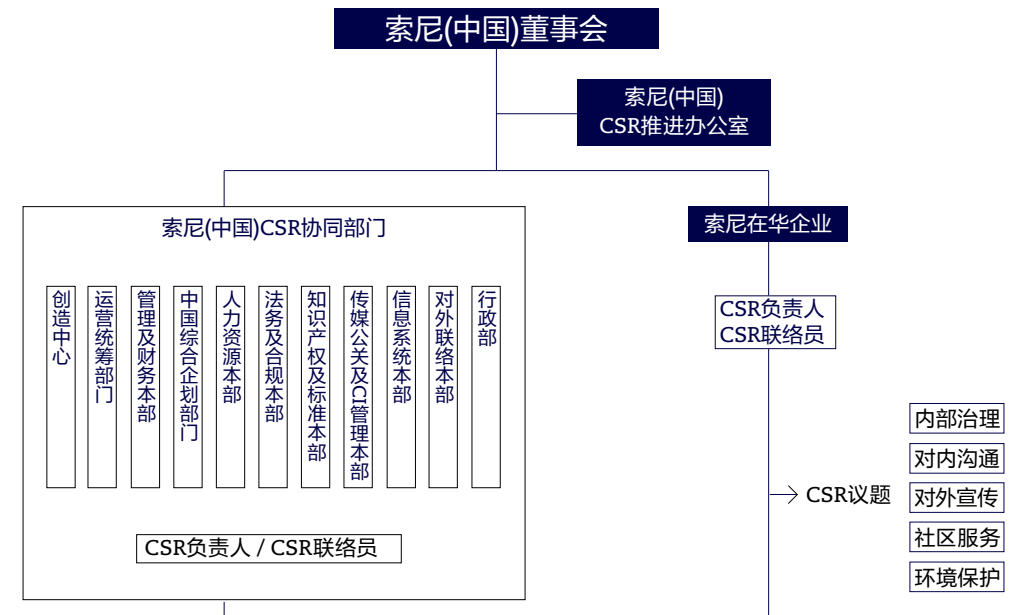 索尼(中国)董事会
索尼(中国)
CSR推进办公室
索尼(中国)CSR协同部门
索尼在华企业
创造中心
运营统筹部门
管理及财务本部
中国综合企划部门
人力资源本部
法务及合规本部
知识产权及标准本部
传媒公关及CI管理本部
信息系统本部
对外联络本部
行政部
CSR负责人
CSR联络员
CSR负责人 / CSR联络员
CSR议题
内部治理
对内沟通
对外宣传
社区服务
环境保护